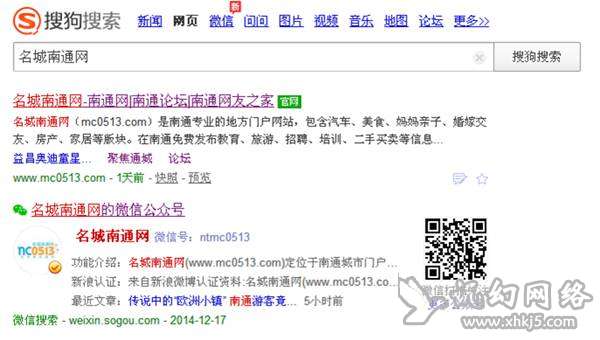 搜狗搜索 新闻 网页 微信 新 问问 图片 视频 音乐 地图 论坛 更多>>
名城南通网 搜狗搜索
名城南通网-南通网|南通论坛|南通网友之家 官网
名城南通网（mc0513.com）是南通专业的地方门户网站，包含汽车、美食、妈妈亲子、婚嫁交
友、房产、家居等版块。在南通免费发布教育、旅游、招聘、培训、二手买卖等信息...
益昌奥迪童星... 聚焦通城 论坛
www.mc0513.com - 1天前 - 快照 - 预览
名城南通网的微信公众号
名城南通网 微信号：ntmc0513
mc0513
功能介绍：名城南通网(www.mc0513.com)定位于南通城市门户...
新浪认证：来自新浪微博认证资料:名城南通网(www.mc0513.co...
最近文章：传说中的"欧洲小镇" 南通游客竟... 5小时前
微信扫
微信搜索 - weixin.sogou.com - 2014-12-17
幻网络
www.xhkj5.com